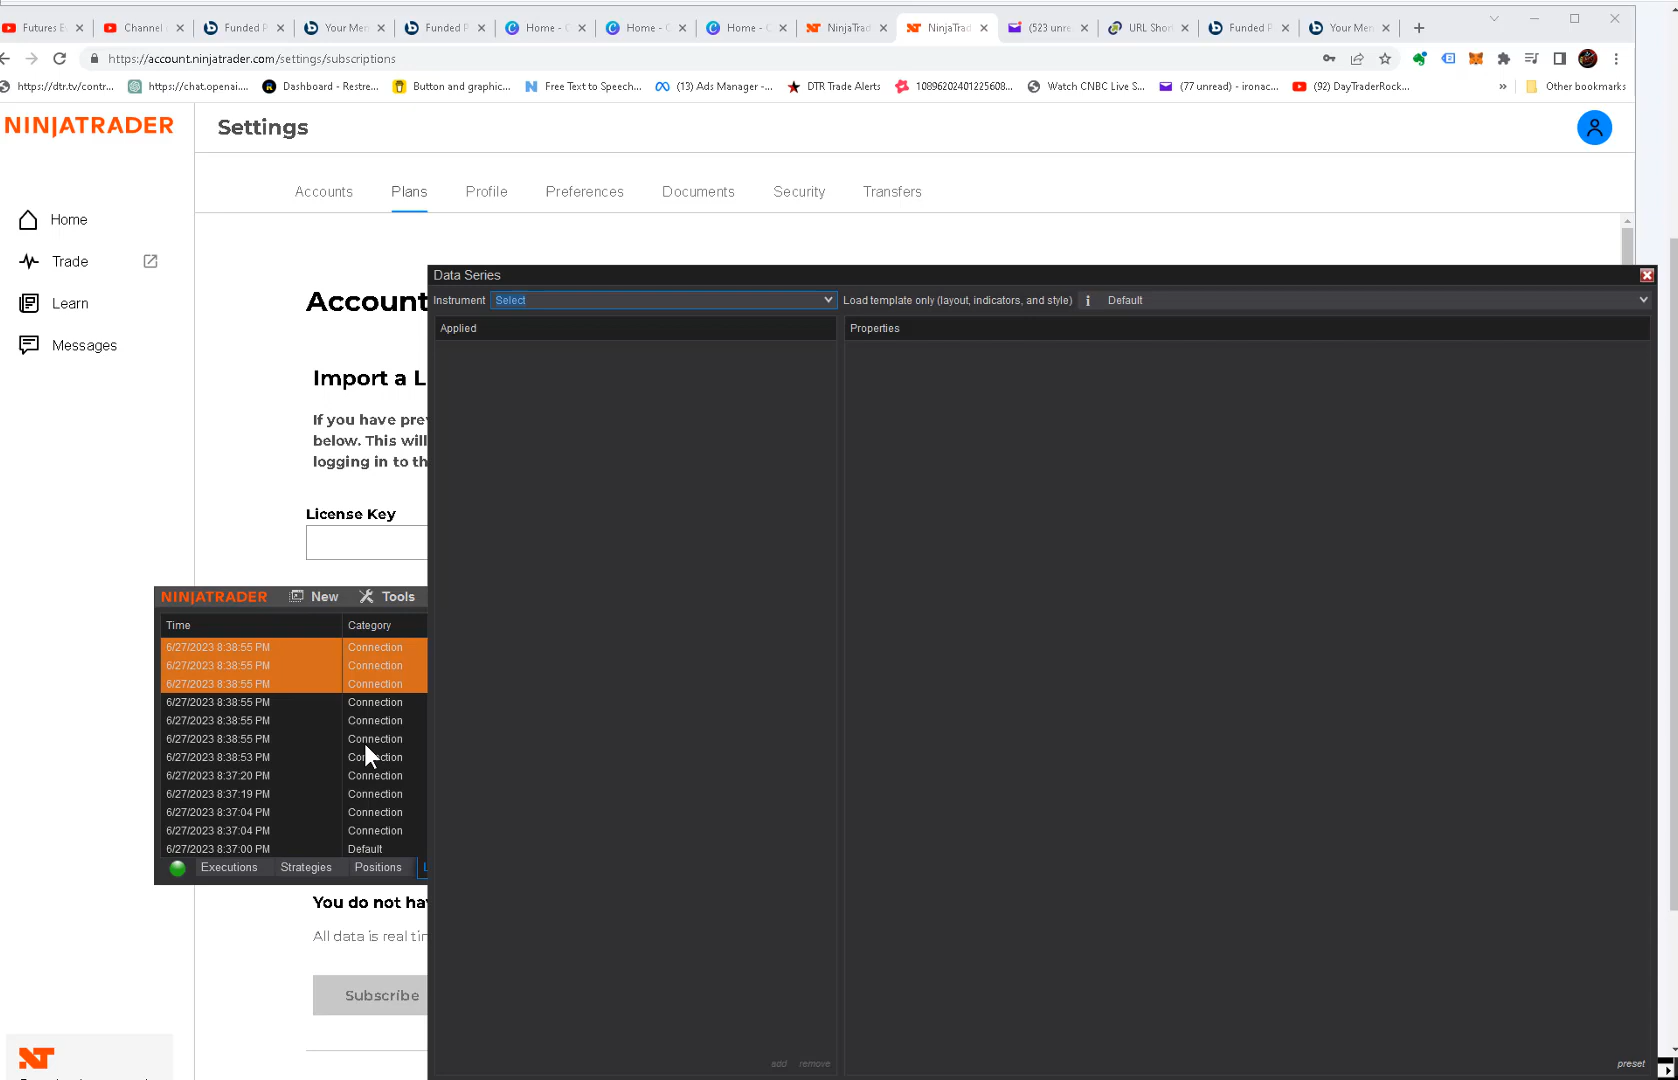 Futures E
Channel
Funded P
Your Mem
Funded P
Home - C
Home - C
Home - C
NinjaTrad
NinjaTrad
(523 unre
URL Short
Funded P
Your Mem
https://account.ninjatrader.com/settings/subscriptions
https://dtr.tv/contr...
https://chat.openai....
Dashboard - Restre...
Button and graphic...
Free Text to Speech...
(13) Ads Manager -...
DTR Trade Alerts
10896202401225608...
Watch CNBC Live S...
(77 unread) - ironac...
(92) DayTraderRock...
Other bookmarks
NINJATRADER
Settings
Accounts
Plans
Profile
Preferences
Documents
Security
Transfers
Home
Trade
Learn
Messages
Account
Import a L
If you have prev
below. This will
logging in to th
License Key
Data Series
Instrument Select
Load template only (layout, indicators, and style) i Default
Applied
Properties
add remove
preset
NINJATRADER New Tools
Time Category
6/27/2023 8:38:55 PM Connection
6/27/2023 8:38:55 PM Connection
6/27/2023 8:38:55 PM Connection
6/27/2023 8:38:55 PM Connection
6/27/2023 8:38:55 PM Connection
6/27/2023 8:38:55 PM Connection
6/27/2023 8:38:53 PM Connection
6/27/2023 8:37:20 PM Connection
6/27/2023 8:37:19 PM Connection
6/27/2023 8:37:04 PM Connection
6/27/2023 8:37:04 PM Connection
6/27/2023 8:37:00 PM Default
Executions Strategies Positions L
You do not hav
All data is real tim
Subscribe
NT